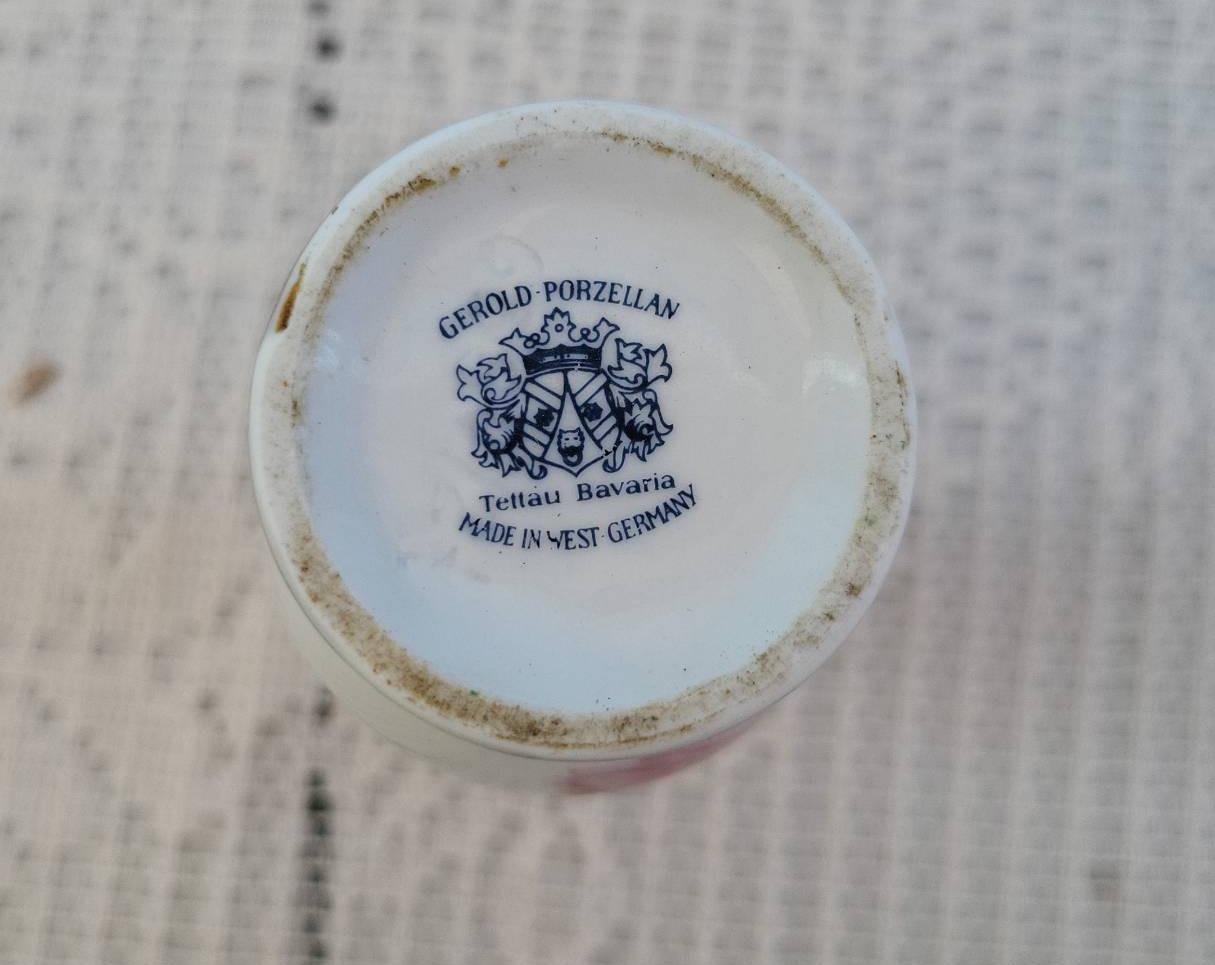 GEROLD·PORZELLAN
Tettau Bavaria
MADE IN WEST·GERMANY